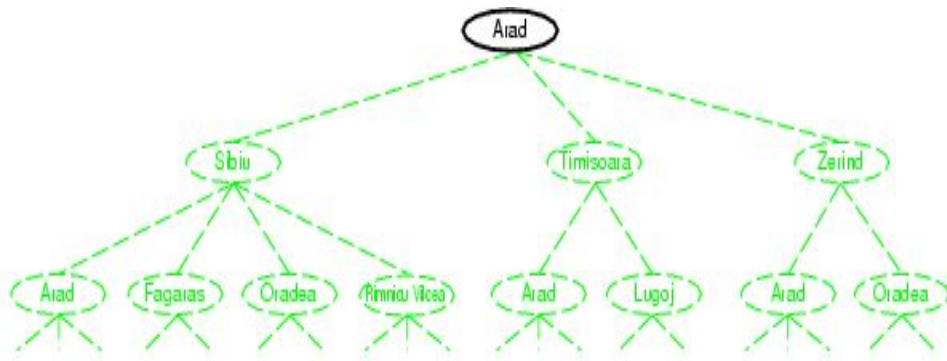 Arad
Sibiu Timisoara Zerind
Arad Fagaras Oradea Rimnicu Vilcea Arad Lugoj Arad Oradea